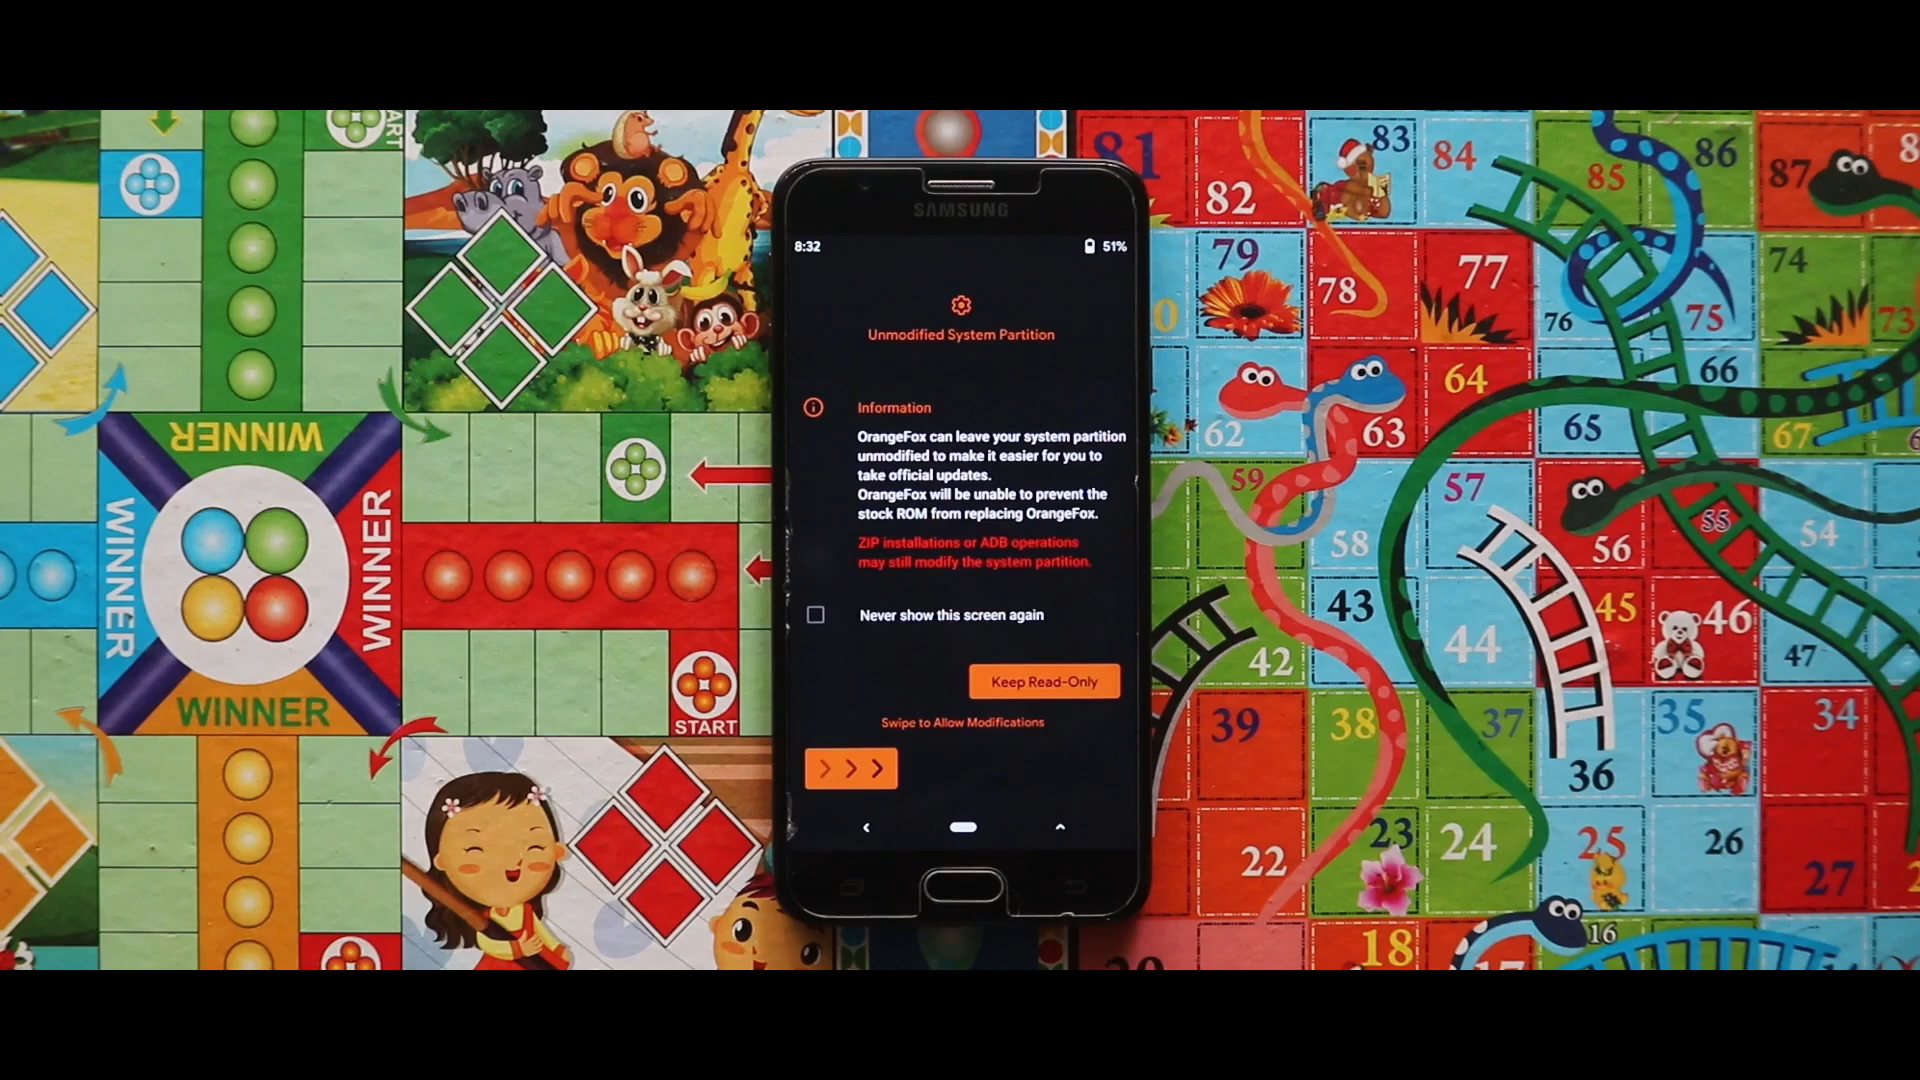 SAMSUNG
8:32
51%
Unmodified System Partition
Information
OrangeFox can leave your system partition
unmodified to make it easier for you to
take official updates.
OrangeFox will be unable to prevent the
stock ROM from replacing OrangeFox.
ZIP installations or ADB operations
may still modify the system partition.
Never show this screen again
Keep Read-Only
Swipe to Allow Modifications
WINNER
WINNER
WINNER
WINNER
START
81
82
83
84
85
86
87
79
78
77
76
75
74
73
62
63
64
65
66
67
59
58
57
56
55
54
42
43
44
45
46
47
39
38
37
36
35
34
22
23
24
25
26
27
18
17
16